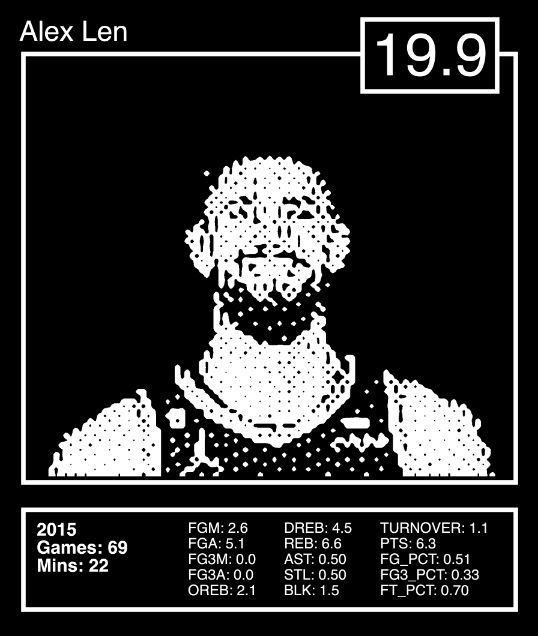 Alex Len
19.9
2015
Games: 69
Mins: 22
FGM: 2.6
FGA: 5.1
FG3M: 0.0
FG3A: 0.0
OREB: 2.1
DREB: 4.5
REB: 6.6
AST: 0.50
STL: 0.50
BLK: 1.5
TURNOVER: 1.1
PTS: 6.3
FG_PCT: 0.51
FG3_PCT: 0.33
FT_PCT: 0.70